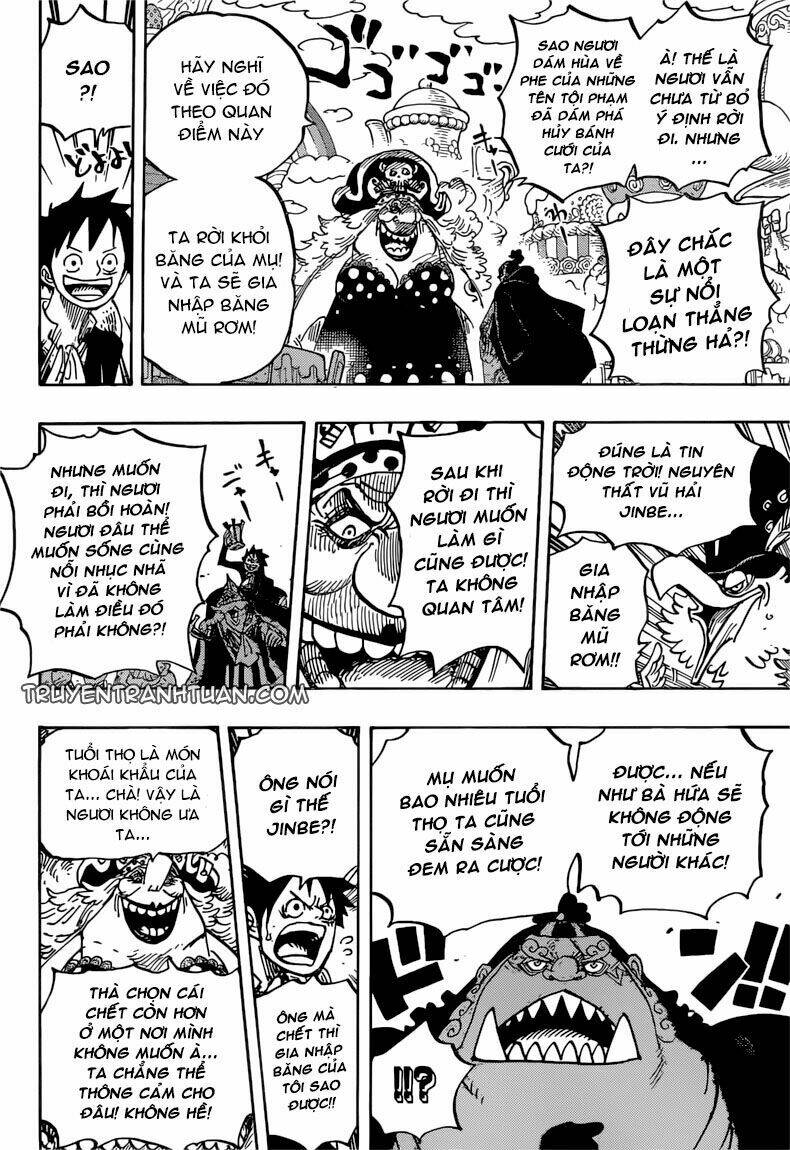 À! THẾ LÀ
NGƯƠI VẪN
CHƯA TỪ BỎ
Ý ĐỊNH RỜI
ĐI. NHƯNG
...
SAO NGƯƠI
DÁM HÙA VỀ
PHE CỦA NHỮNG
TÊN TỘI PHẠM
ĐÃ DÁM PHÁ
HỦY BÁNH
CƯỚI CỦA
TA?!
ĐÂY CHẮC
LÀ MỘT
SỰ NỔI
LOẠN THẲNG
THỪNG HẢ?!
ゴゴゴ
HÃY NGHĨ
VỀ VIỆC ĐÓ
THEO QUAN
ĐIỂM NÀY
TA RỜI KHỎI
BĂNG CỦA MỤ!
VÀ TA SẼ GIA
NHẬP BĂNG
MŨ RƠM!
SAO
?!
ĐÚNG LÀ TIN
ĐỘNG TRỜI! NGUYÊN
THẤT VŨ HẢI
JINBE...
GIA
NHẬP
BĂNG
MŨ
RƠM!!
SAU KHI
RỜI ĐI THÌ
NGƯƠI MUỐN
LÀM GÌ
CŨNG ĐƯỢC!
TA KHÔNG
QUAN TÂM!
NHƯNG MUỐN
ĐI, THÌ NGƯƠI
PHẢI BỒI HOÀN!
NGƯƠI ĐÂU THỂ
MUỐN SỐNG CÙNG
NỖI NHỤC NHÃ
VÌ ĐÃ KHÔNG
LÀM ĐIỀU ĐÓ
PHẢI KHÔNG?!
TRUYENTRANHTUAN.COM
ĐƯỢC... NẾU
NHƯ BÀ HỨA SẼ
KHÔNG ĐỘNG
TỚI NHỮNG
NGƯỜI KHÁC!
MỤ MUỐN
BAO NHIÊU TUỔI
THỌ TA CŨNG
SẴN SÀNG
ĐEM RA CƯỢC!
ドン!!
!!?
ÔNG NÓI
GÌ THẾ
JINBE?!
ÔNG MÀ
CHẾT THÌ
GIA NHẬP
BĂNG CỦA
TÔI SAO
ĐƯỢC!!
TUỔI THỌ LÀ MÓN
KHOÁI KHẨU CỦA
TA... CHÀ! VẬY LÀ
NGƯƠI KHÔNG ƯA
TA...
THÀ CHỌN CÁI
CHẾT CÒN HƠN
Ở MỘT NƠI MÌNH
KHÔNG MUỐN À...
TA CHẲNG THỂ
THÔNG CẢM CHO
ĐÂU! KHÔNG HỀ!